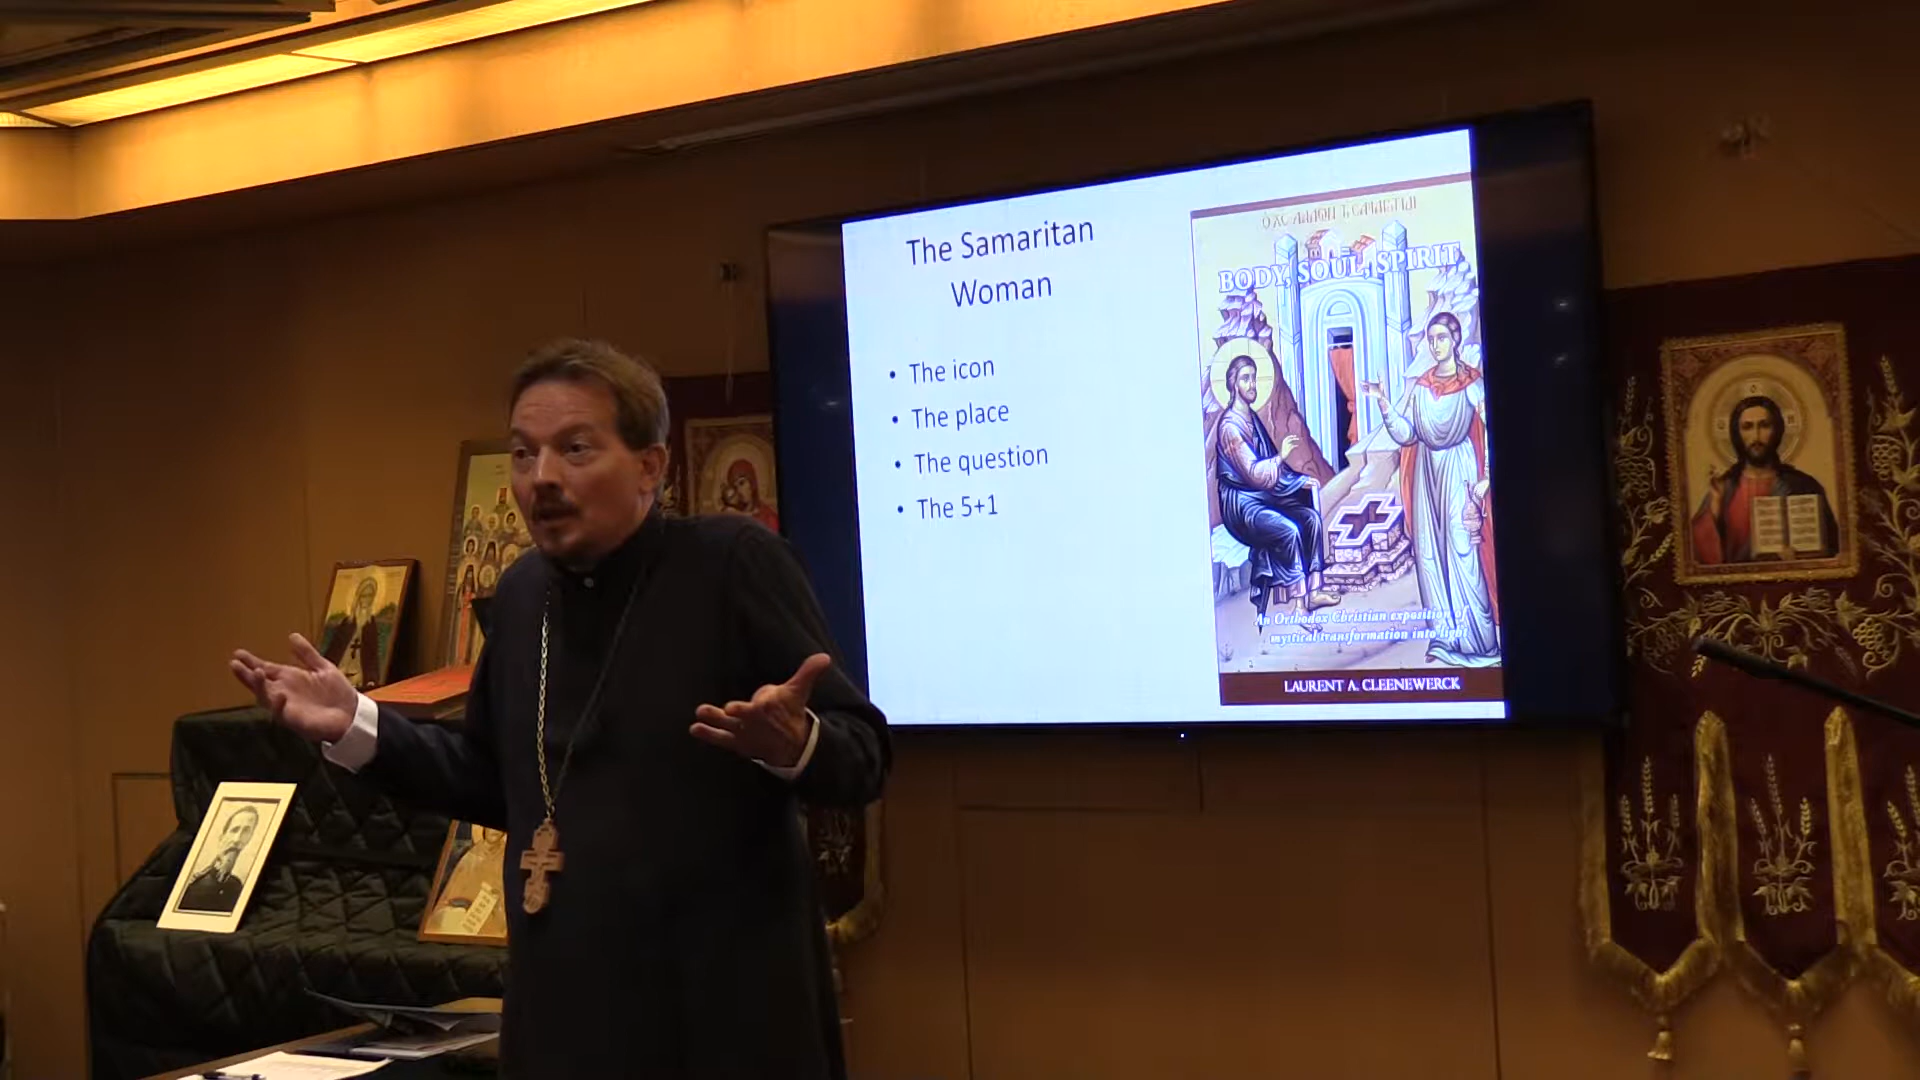 The Samaritan
Woman
• The icon
• The place
• The question
• The 5+1
BODY, SOUL, SPIRIT
An Orthodox Christian exposition of
mystical transformation into light
LAURENT A. CLEENEWERCK